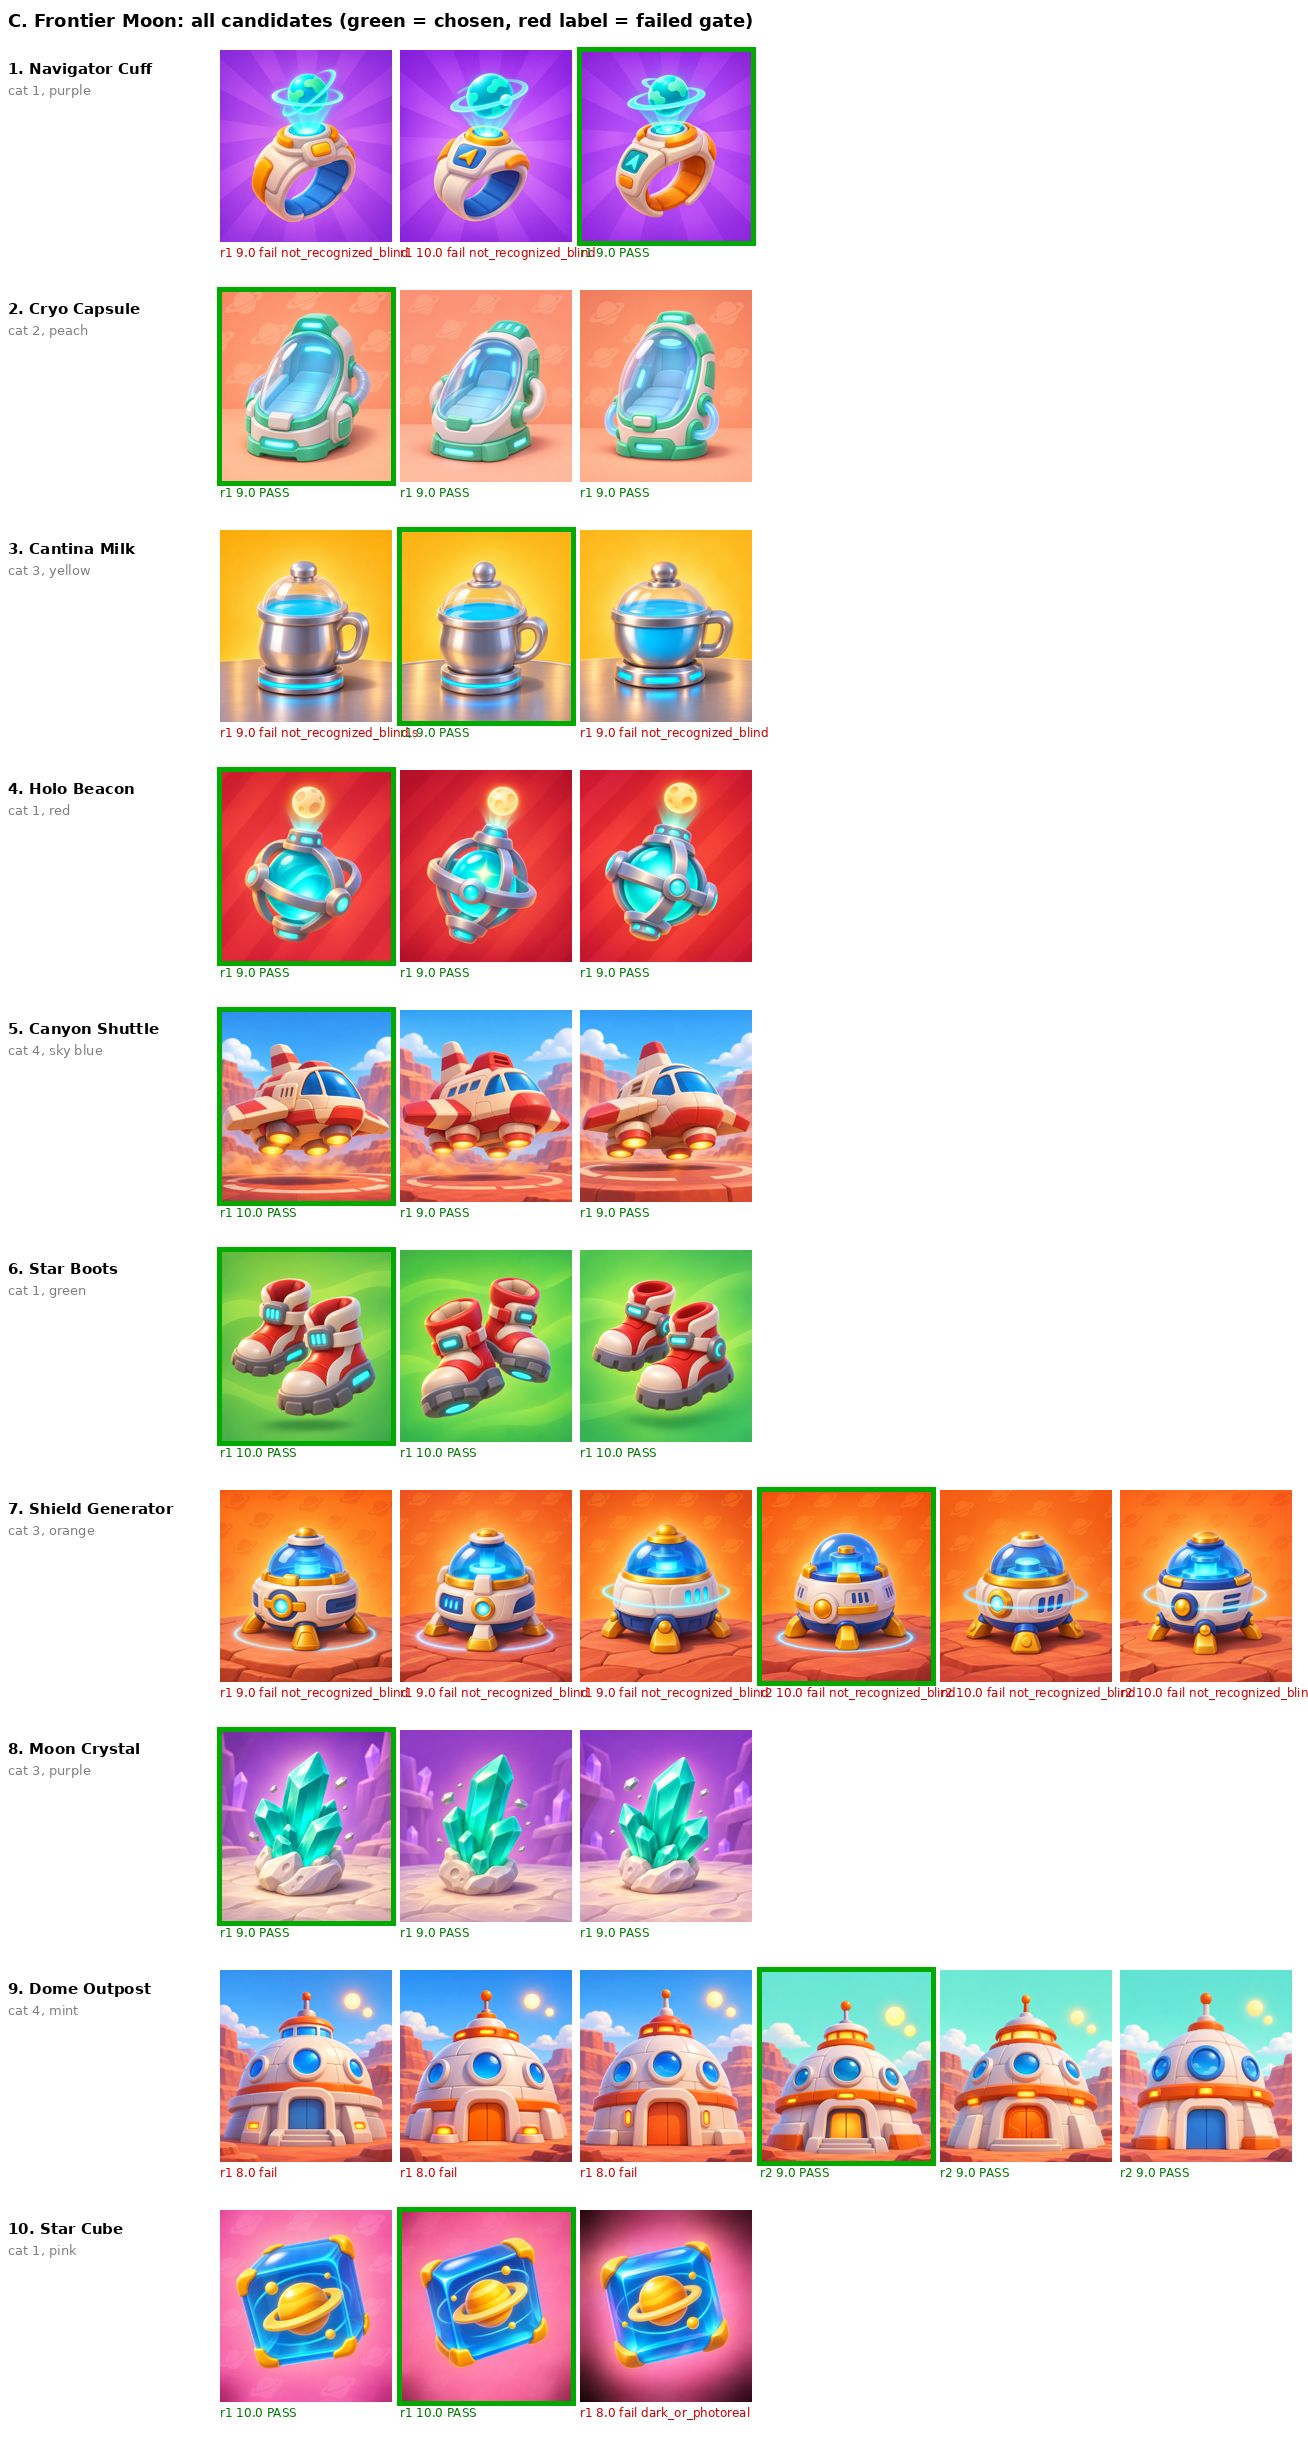 C. Frontier Moon: all candidates (green = chosen, red label = failed gate)
1. Navigator Cuff
cat 1, purple
r1 9.0 fail not_recognized_blind
r1 10.0 fail not_recognized_blind
r1 9.0 PASS
2. Cryo Capsule
cat 2, peach
r1 9.0 PASS
r1 9.0 PASS
r1 9.0 PASS
3. Cantina Milk
cat 3, yellow
r1 9.0 fail not_recognized_blind
r1 9.0 PASS
r1 9.0 fail not_recognized_blind
4. Holo Beacon
cat 1, red
r1 9.0 PASS
r1 9.0 PASS
r1 9.0 PASS
5. Canyon Shuttle
cat 4, sky blue
r1 10.0 PASS
r1 9.0 PASS
r1 9.0 PASS
6. Star Boots
cat 1, green
r1 10.0 PASS
r1 10.0 PASS
r1 10.0 PASS
7. Shield Generator
cat 3, orange
r1 9.0 fail not_recognized_blind
r1 9.0 fail not_recognized_blind
r1 9.0 fail not_recognized_blind
r2 10.0 fail not_recognized_blind
r2 10.0 fail not_recognized_blind
r2 10.0 fail not_recognized_blin
8. Moon Crystal
cat 3, purple
r1 9.0 PASS
r1 9.0 PASS
r1 9.0 PASS
9. Dome Outpost
cat 4, mint
r1 8.0 fail
r1 8.0 fail
r1 8.0 fail
r2 9.0 PASS
r2 9.0 PASS
r2 9.0 PASS
10. Star Cube
cat 1, pink
r1 10.0 PASS
r1 10.0 PASS
r1 8.0 fail dark_or_photoreal